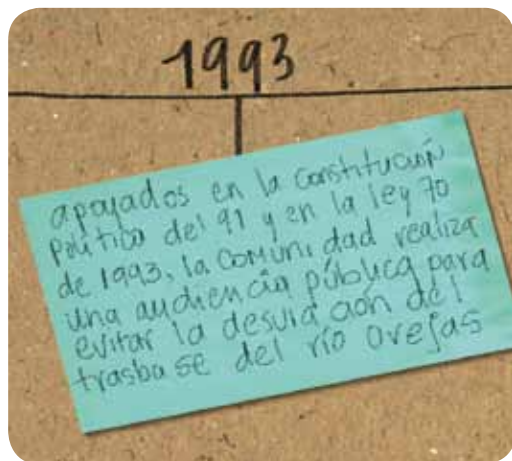 1993
apoyados en la constitución
política del 91 y en la ley 70
de 1993, la comunidad realiza
una audiencia pública para
evitar la desviación del
trasbase del río Ovejas